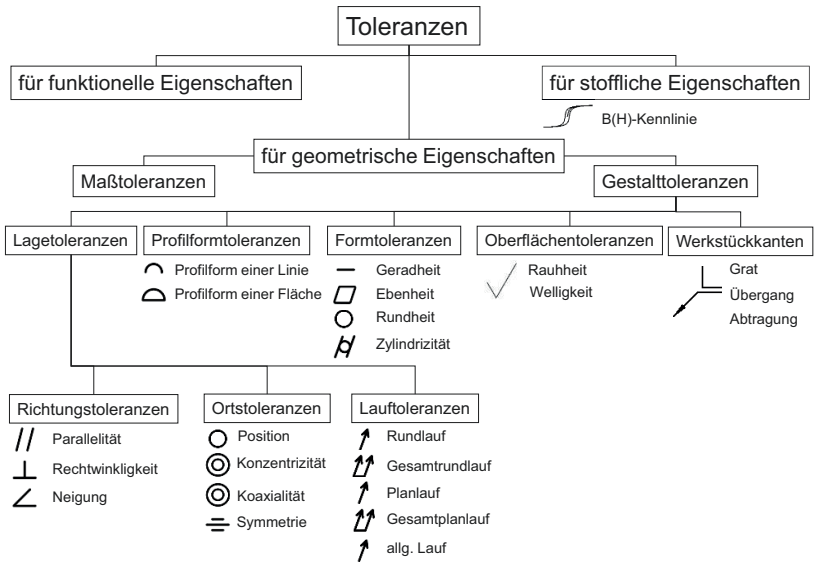 Toleranzen
für funktionelle Eigenschaften
für stoffliche Eigenschaften
B(H)-Kennlinie
für geometrische Eigenschaften
Maßtoleranzen
Gestalttoleranzen
Lagetoleranzen
Profilformtoleranzen
Profilform einer Linie
Profilform einer Fläche
Formtoleranzen
Geradheit
Ebenheit
Rundheit
Zylindrizität
Oberflächentoleranzen
Rauhheit
Welligkeit
Werkstückkanten
Grat
Übergang
Abtragung
Richtungstoleranzen
Parallelität
Rechtwinkligkeit
Neigung
Ortstoleranzen
Position
Konzentrizität
Koaxialität
Symmetrie
Lauftoleranzen
Rundlauf
Gesamtrundlauf
Planlauf
Gesamtplanlauf
allg. Lauf